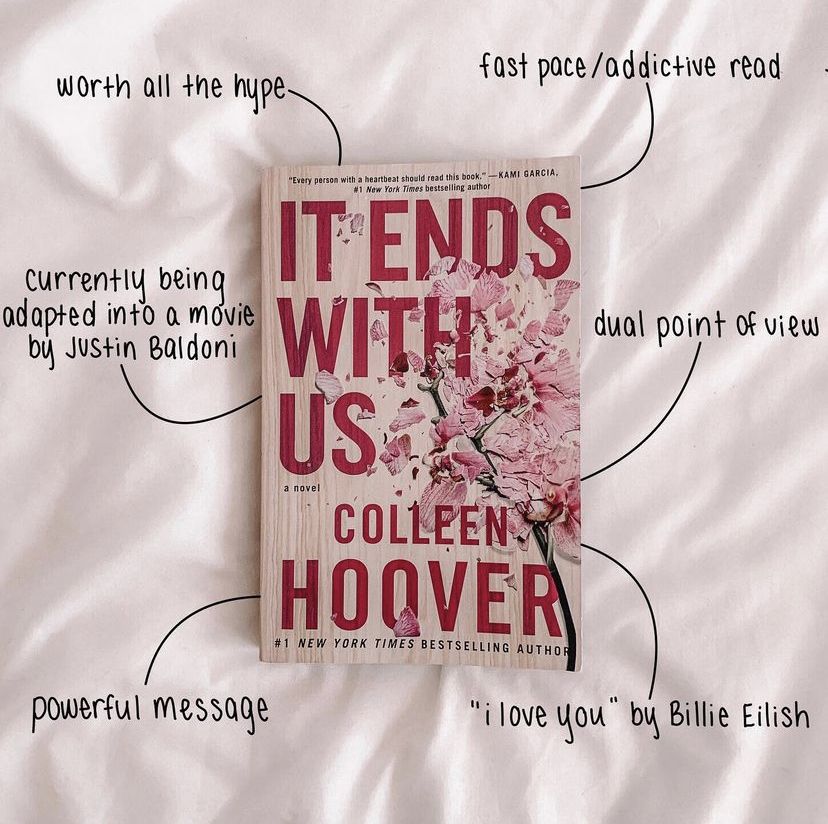 worth all the hype
fast pace/addictive read
"Every person with a heartbeat should read this book." —KAMI GARCIA,
#1 New York Times bestselling author
IT ENDS
WITH
US
a novel
COLLEEN
HOOVER
#1 NEW YORK TIMES BESTSELLING AUTHOR
currently being
adapted into a movie
by Justin Baldoni
dual point of view
powerful message
"i love you" by Billie Eilish